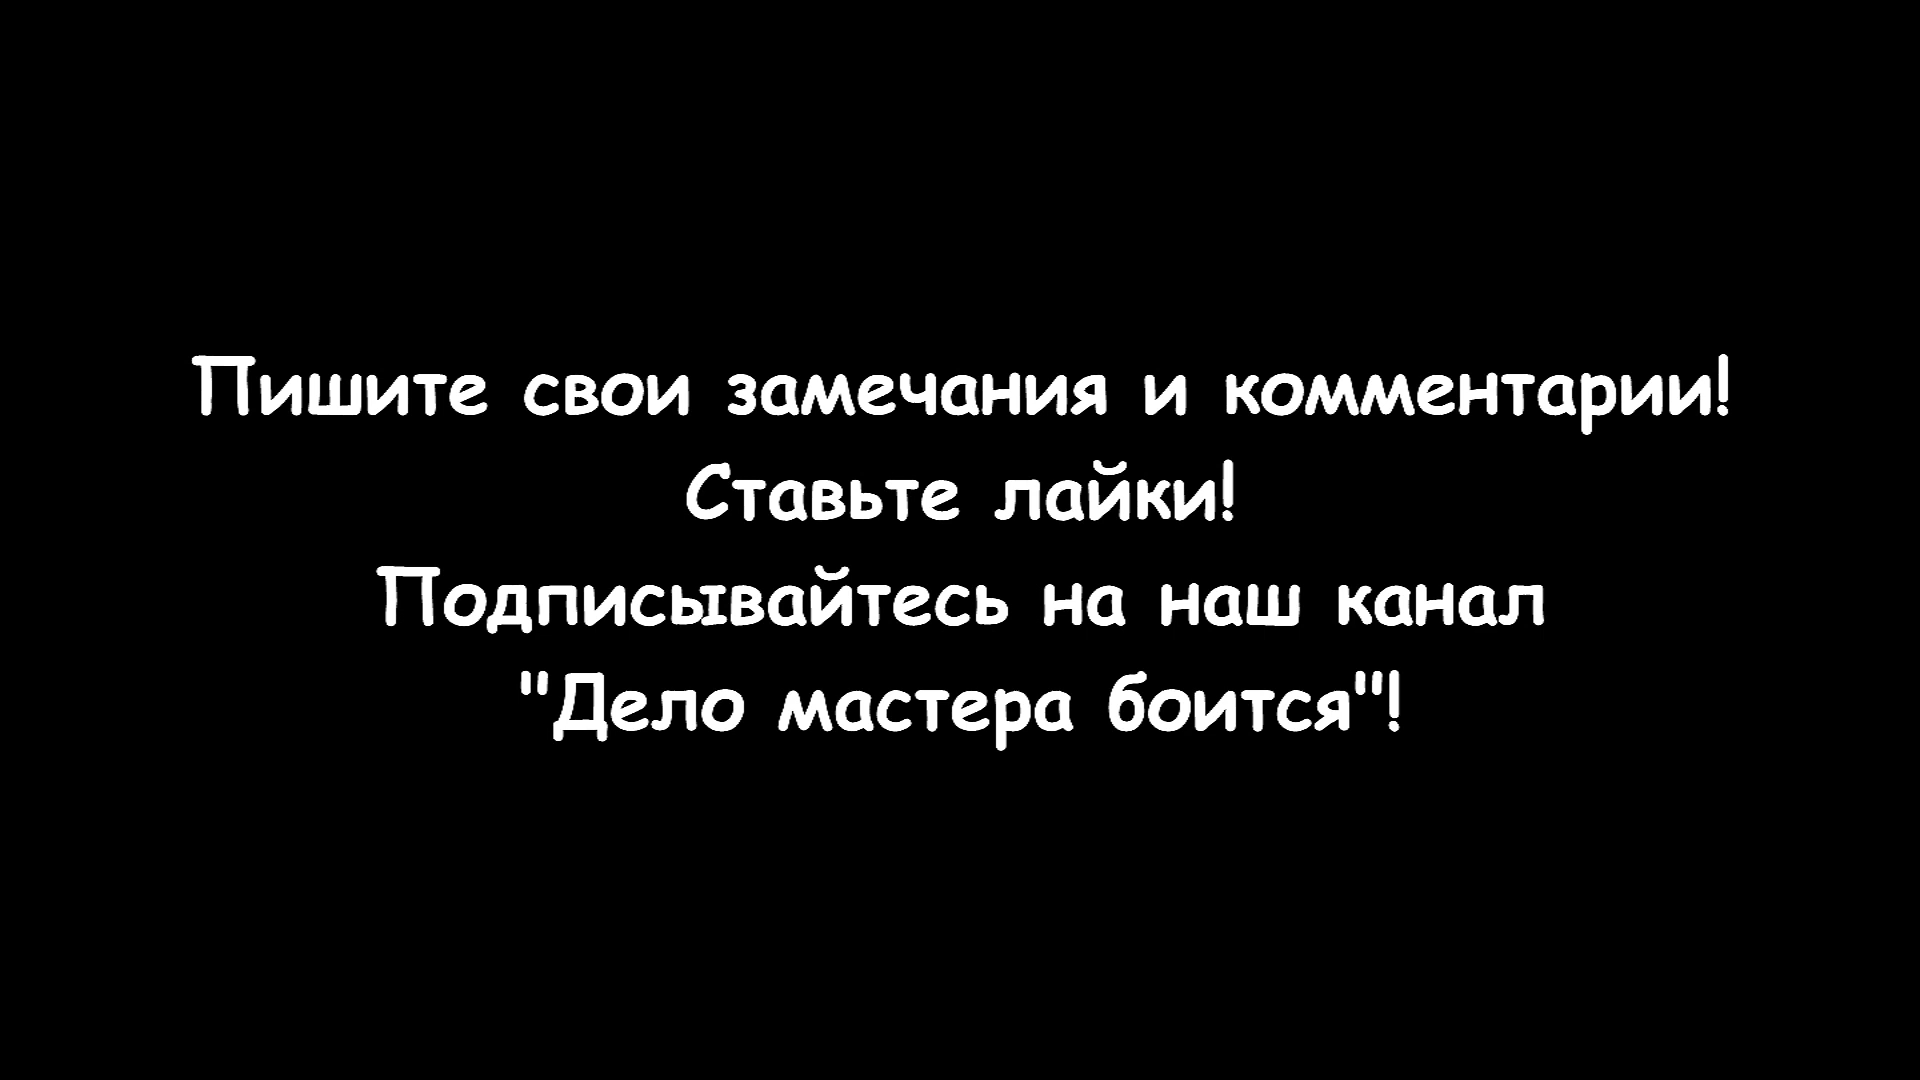 Пишите свои замечания и комментарии!
Ставьте лайки!
Подписывайтесь на наш канал
"Дело мастера боится"!